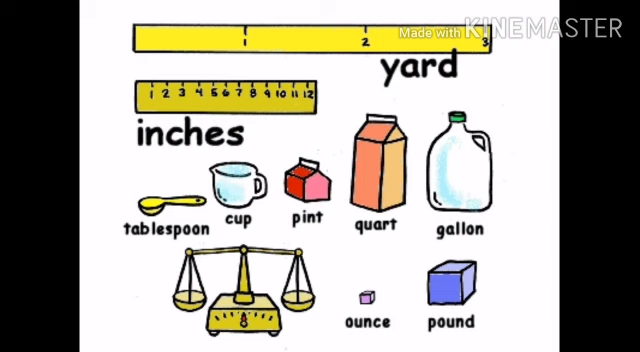 Made with KINEMASTER
1 2 3
yard
1 2 3 4 5 6 7 8 9 10 11 12
inches
tablespoon cup pint quart gallon
ounce pound